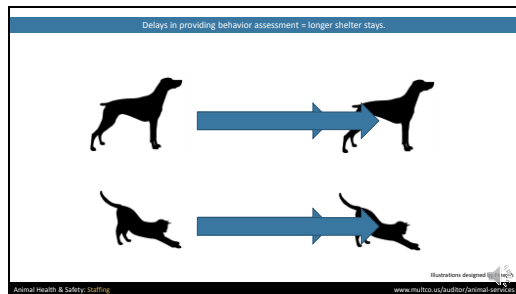 Delays in providing behavior assessment = longer shelter stays.
Illustrations designed by
Animal Health & Safety: Staffing
www.multco.us/auditor/animal-services